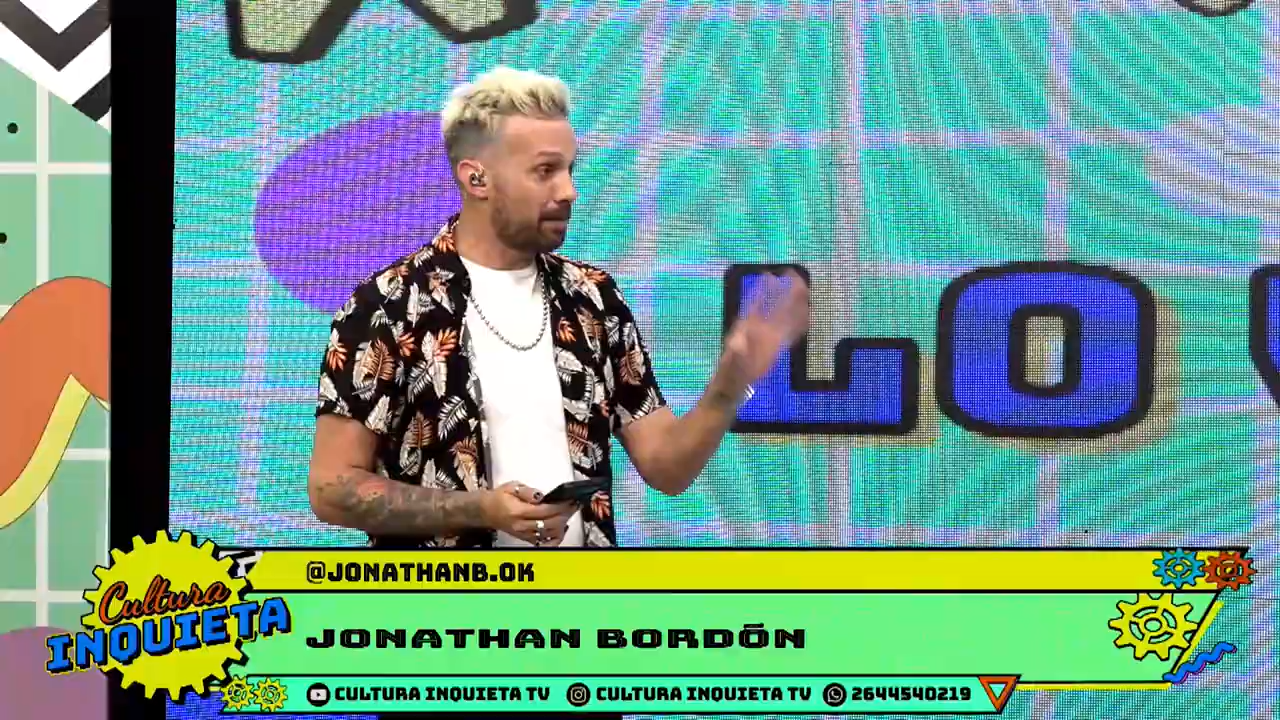 LO
@JONATHANB.OK
Cultura
INQUIETA
JONATHAN BORDÓN
CULTURA INQUIETA TV CULTURA INQUIETA TV 2644540219